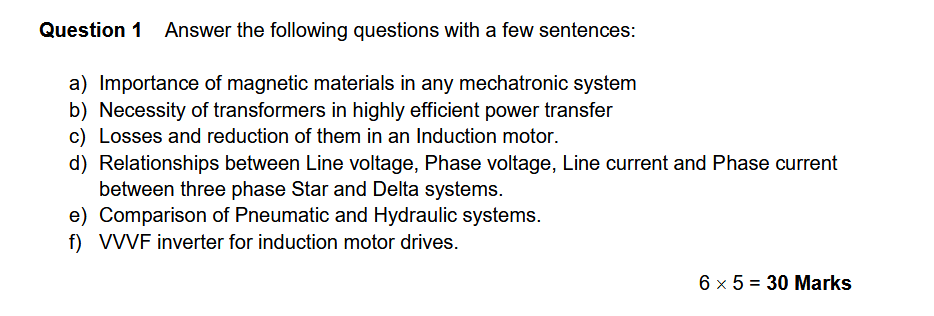 Question 1 Answer the following questions with a few sentences:
a) Importance of magnetic materials in any mechatronic system
b) Necessity of transformers in highly efficient power transfer
c) Losses and reduction of them in an Induction motor.
d) Relationships between Line voltage, Phase voltage, Line current and Phase current
between three phase Star and Delta systems.
e) Comparison of Pneumatic and Hydraulic systems.
f) VVVF inverter for induction motor drives.
6 × 5 = 30 Marks